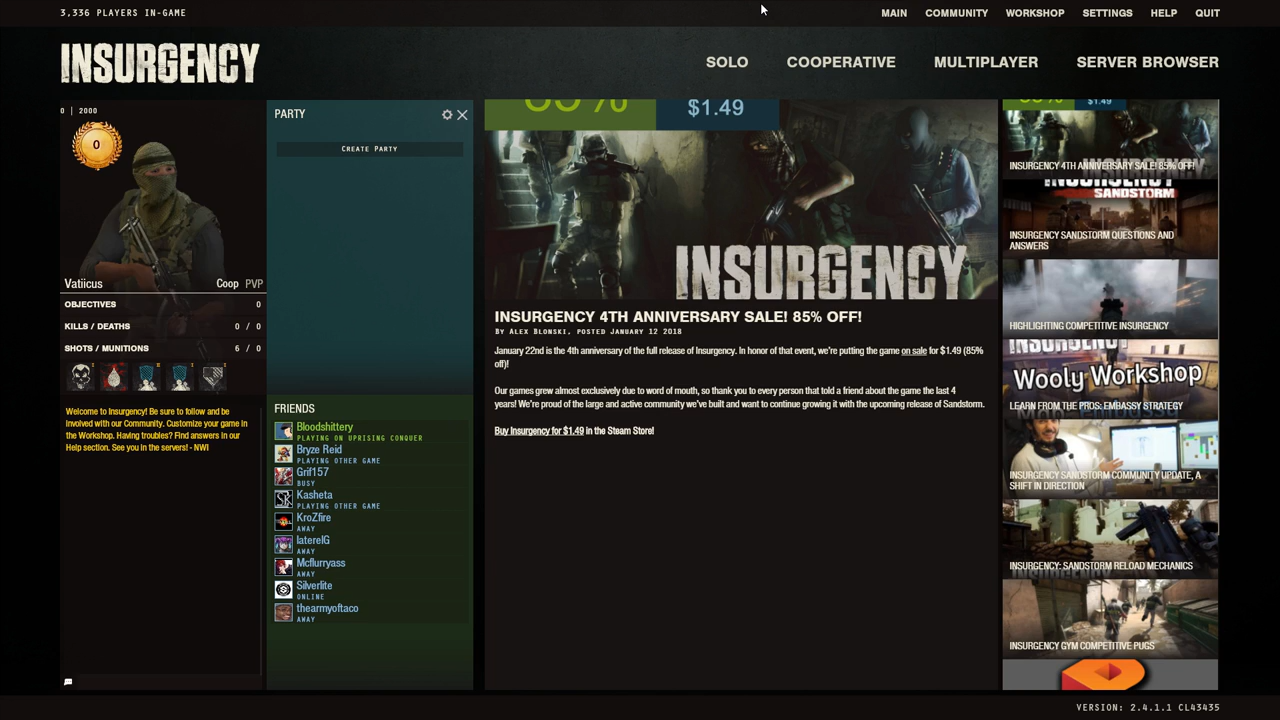 3,336 PLAYERS IN-GAME
MAIN COMMUNITY WORKSHOP SETTINGS HELP QUIT
INSURGENCY
SOLO COOPERATIVE MULTIPLAYER SERVER BROWSER
0 | 2000
0
Vatiicus Coop PVP
OBJECTIVES 0
KILLS / DEATHS 0 / 0
SHOTS / MUNITIONS 6 / 0
Welcome to Insurgency! Be sure to follow and be
involved with our Community. Customize your game in
the Workshop. Having troubles? Find answers in our
Help section. See you in the servers! - NWI
PARTY
CREATE PARTY
FRIENDS
Bloodshittery
PLAYING ON UPRISING CONQUER
Bryze Reid
PLAYING OTHER GAME
Grif157
BUSY
Kasheta
PLAYING OTHER GAME
KroZfire
AWAY
laterelG
AWAY
Mcflurryass
AWAY
Silverlite
ONLINE
thearmyoftaco
AWAY
$1.49
INSURGENCY
INSURGENCY 4TH ANNIVERSARY SALE! 85% OFF!
BY ALEX BLONSKI, POSTED JANUARY 12 2018
January 22nd is the 4th anniversary of the full release of Insurgency. In honor of that event, we're putting the game on sale for $1.49 (85%
off)!
Our games grew almost exclusively due to word of mouth, so thank you to every person that told a friend about the game the last 4
years! We're proud of the large and active community we've built and want to continue growing it with the upcoming release of Sandstorm.
Buy Insurgency for $1.49 in the Steam Store!
$1.49
INSURGENCY
INSURGENCY 4TH ANNIVERSARY SALE! 85% OFF!
INSURGENCY
SANDSTORM
INSURGENCY SANDSTORM QUESTIONS AND
ANSWERS
HIGHLIGHTING COMPETITIVE INSURGENCY
INSURGENCY
Wooly Workshop
LEARN FROM THE PROS: EMBASSY STRATEGY
INSURGENCY SANDSTORM COMMUNITY UPDATE, A
SHIFT IN DIRECTION
INSURGENCY: SANDSTORM RELOAD MECHANICS
INSURGENCY GYM COMPETITIVE PUGS
VERSION: 2.4.1.1 CL43435